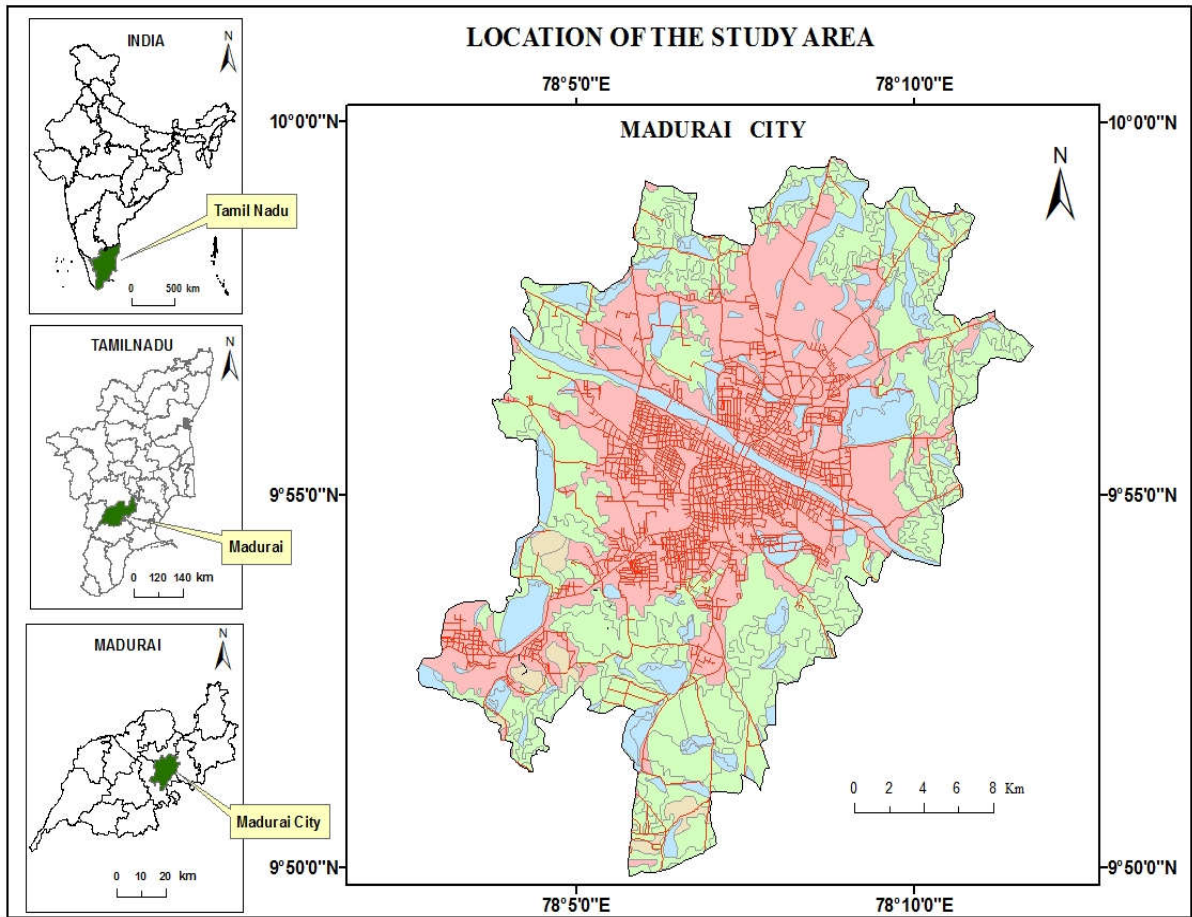 LOCATION OF THE STUDY AREA
INDIA
N
Tamil Nadu
0 500 km
TAMILNADU
N
Madurai
0 120 140 km
MADURAI
N
Madurai City
0 10 20 km
78°5'0"E 78°10'0"E
10°0'0"N 10°0'0"N
MADURAI CITY
N
9°55'0"N 9°55'0"N
0 2 4 6 8 Km
9°50'0"N 9°50'0"N
78°5'0"E 78°10'0"E